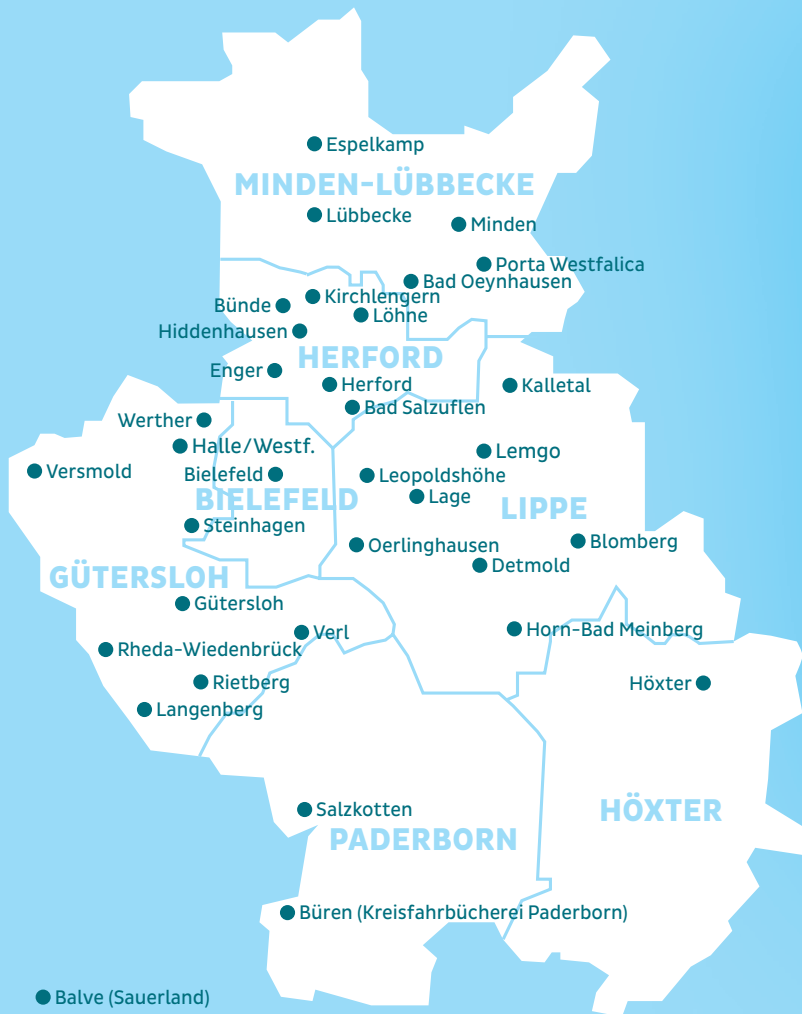 Espelkamp
MINDEN-LÜBBECKE
Lübbecke
Minden
Porta Westfalica
Bad Oeynhausen
Kirchlengern
Bünde
Löhne
Hiddenhausen
HERFORD
Enger
Herford
Kalletal
Bad Salzuflen
Werther
Halle/Westf.
Lemgo
Versmold
Bielefeld
Leopoldshöhe
BIELEFELD
Lage
LIPPE
Steinhagen
Blomberg
Oerlinghausen
Detmold
GÜTERSLOH
Gütersloh
Verl
Horn-Bad Meinberg
Rheda-Wiedenbrück
Rietberg
Höxter
Langenberg
Salzkotten
HÖXTER
PADERBORN
Büren (Kreisfahrbücherei Paderborn)
Balve (Sauerland)